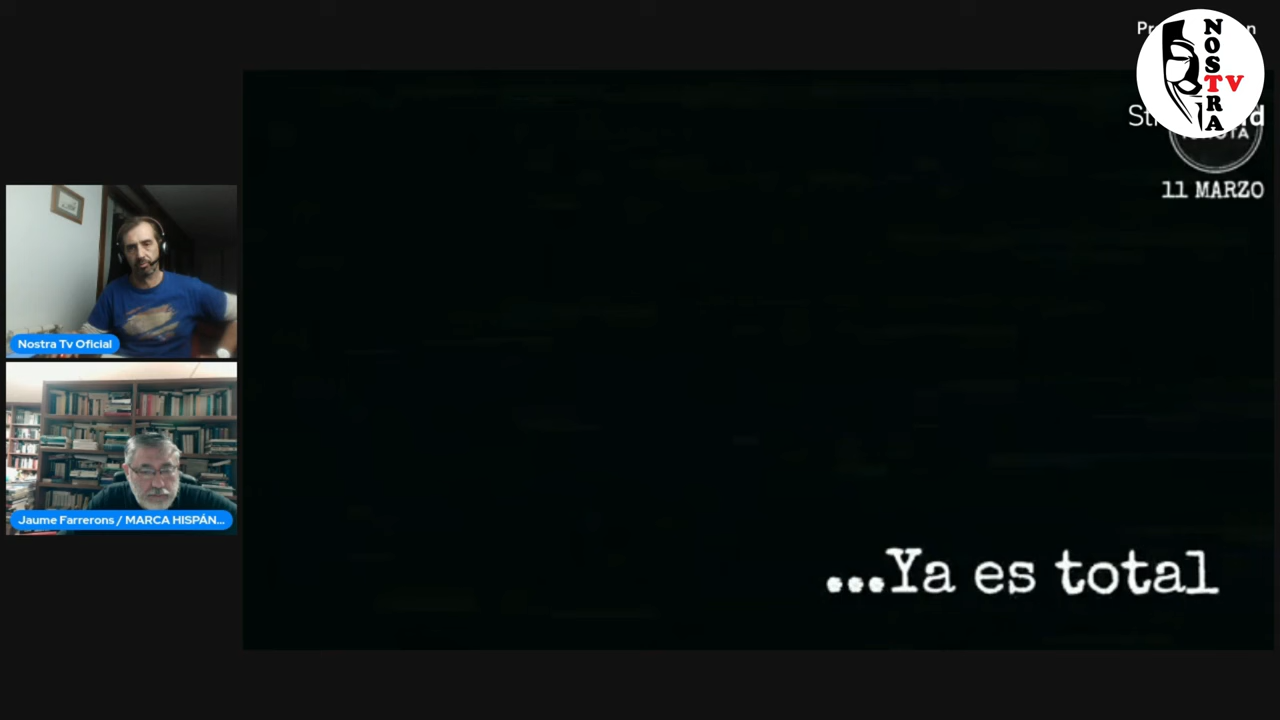 NOSTRA
TV
11 MARZO
Nostra Tv Oficial
Jaume Farrerons / MARCA HISPÁN...
...Ya es total